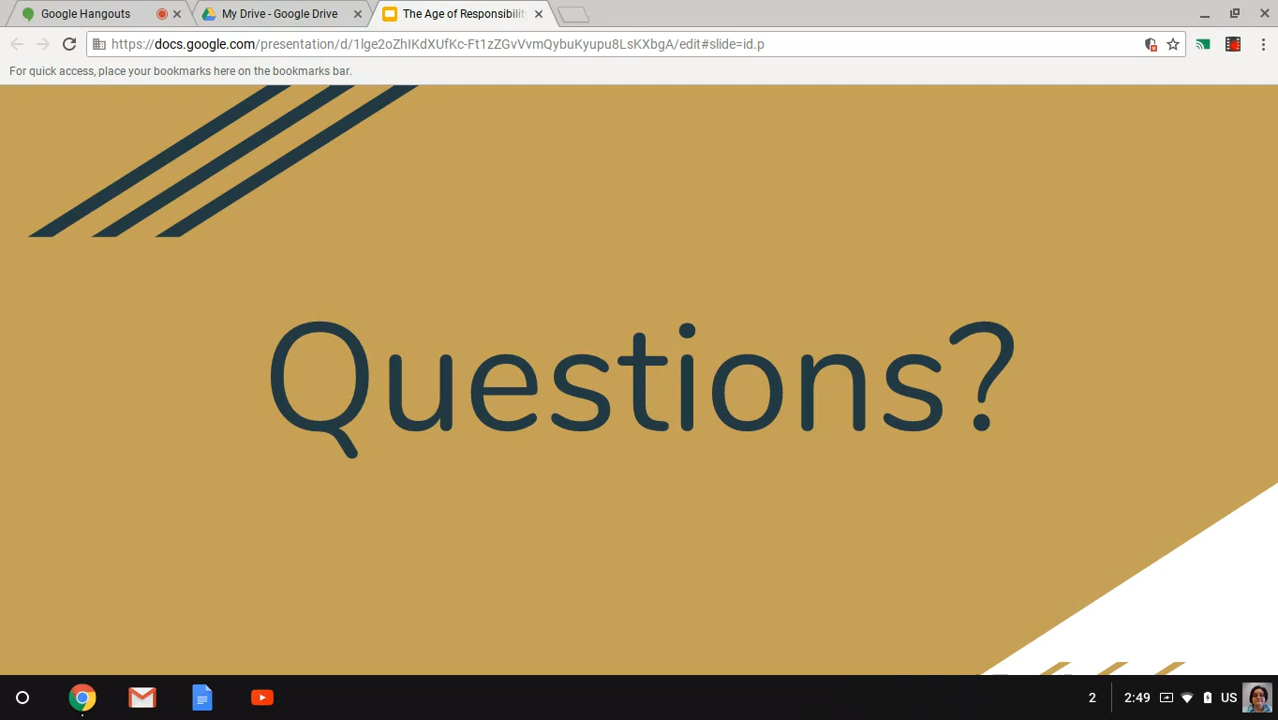 Google Hangouts
My Drive - Google Drive
The Age of Responsibilit
https://docs.google.com/presentation/d/1lge2oZhIKdXUfKc-Ft1zZGvVvmQybuKyupu8LsKXbgA/edit#slide=id.p
For quick access, place your bookmarks here on the bookmarks bar.
Questions?
2 2:49 US